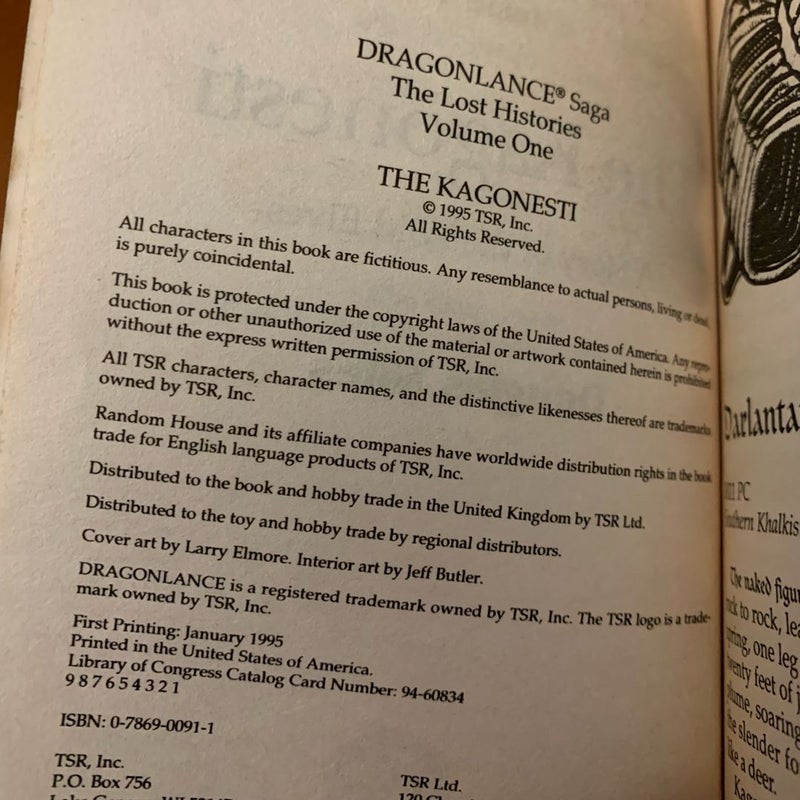 DRAGONLANCE® Saga
The Lost Histories
Volume One
THE KAGONESTI
© 1995 TSR, Inc.
All Rights Reserved.
All characters in this book are fictitious. Any resemblance to actual persons, living or dead,
is purely coincidental.
This book is protected under the copyright laws of the United States of America. Any repro-
duction or other unauthorized use of the material or artwork contained herein is prohibited
without the express written permission of TSR, Inc.
All TSR characters, character names, and the distinctive likenesses thereof are trademarks
owned by TSR, Inc.
Random House and its affiliate companies have worldwide distribution rights in the book
trade for English language products of TSR, Inc.
Distributed to the book and hobby trade in the United Kingdom by TSR Ltd.
Distributed to the toy and hobby trade by regional distributors.
Cover art by Larry Elmore. Interior art by Jeff Butler.
DRAGONLANCE is a registered trademark owned by TSR, Inc. The TSR logo is a trade-
mark owned by TSR, Inc.
First Printing: January 1995
Printed in the United States of America.
Library of Congress Catalog Card Number: 94-60834
9 8 7 6 5 4 3 2 1
ISBN: 0-7869-0091-1
TSR, Inc.
P.O. Box 756
TSR Ltd.
PC
Khalkis
The naked figur
to rock, lea
spring, one leg
feet of j
soaring
slender fo
like a deer.